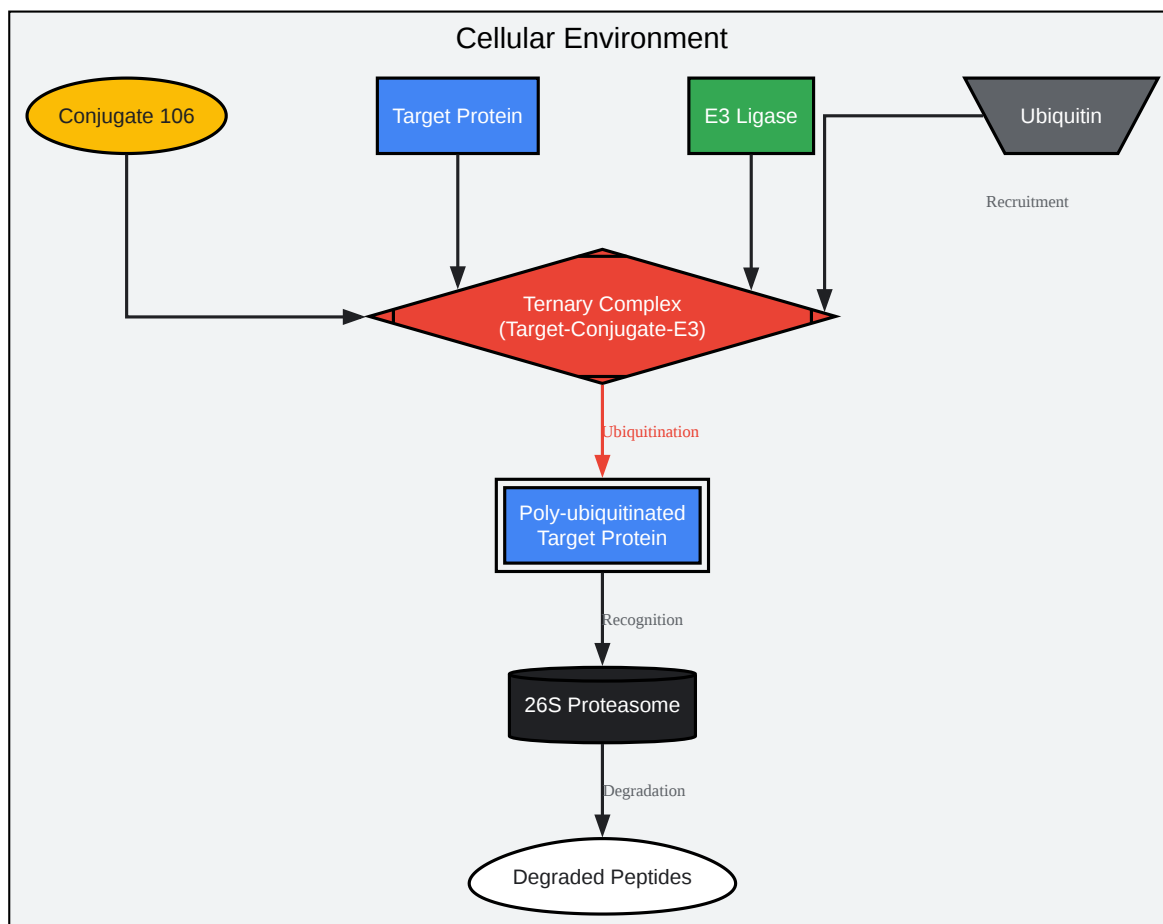 Cellular Environment
Conjugate 106
Target Protein
E3 Ligase
Ubiquitin
Recruitment
Ternary Complex
(Target-Conjugate-E3)
Ubiquitination
Poly-ubiquitinated
Target Protein
Recognition
26S Proteasome
Degradation
Degraded Peptides